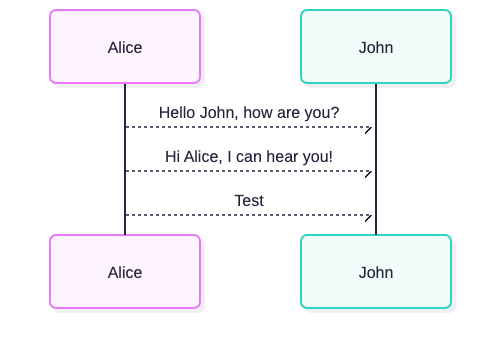 Alice
John
Hello John, how are you?
Hi Alice, I can hear you!
Test
Alice
John